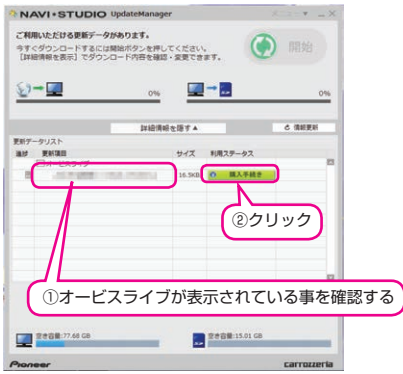 NAVI•STUDIO UpdateManager
ご利用いただける更新データがあります。
今すぐダウンロードするには開始ボタンを押してください。
[詳細情報を表示] でダウンロード内容を確認・変更できます。
開始
0%
0%
詳細情報を隠す▲
情報更新
更新データリスト
選択 更新項目 サイズ 利用ステータス
オービスライブ
16.5KB
購入手続き
②クリック
①オービスライブが表示されている事を確認する
空き容量:77.68 GB
空き容量:15.01 GB
Pioneer
carrozzeria